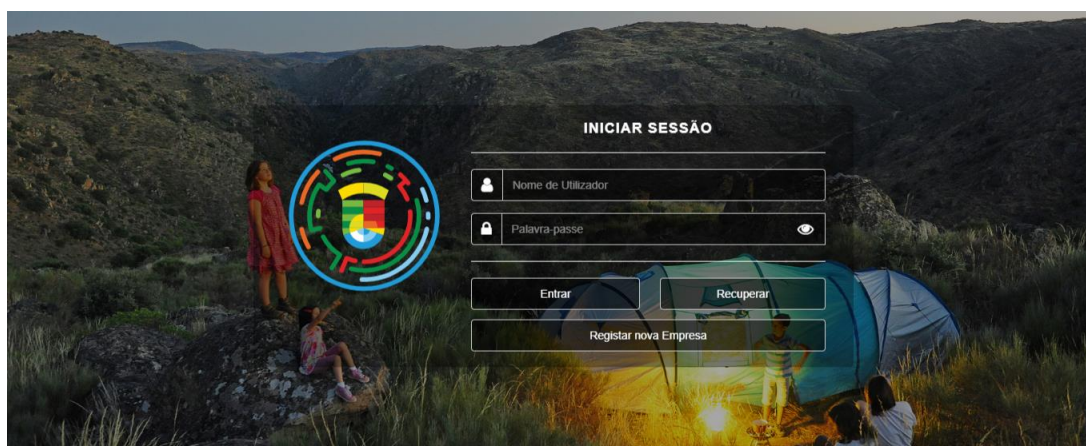 INICIAR SESSÃO
Nome de Utilizador
Palavra-passe
Entrar
Recuperar
Registar nova Empresa